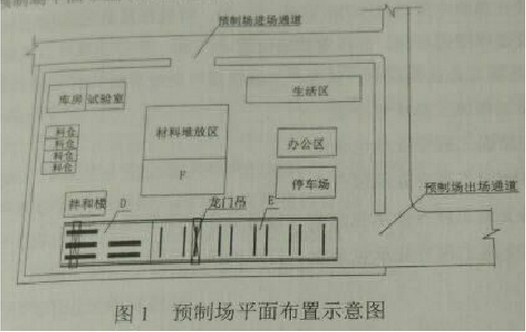 预制场进场通道
库房 试验室
生活区
料仓
料仓
料仓
料仓
材料堆放区
办公区
F
停车场
预制场出场通道
拌和楼
D
龙门吊
E
图1 预制场平面布置示意图